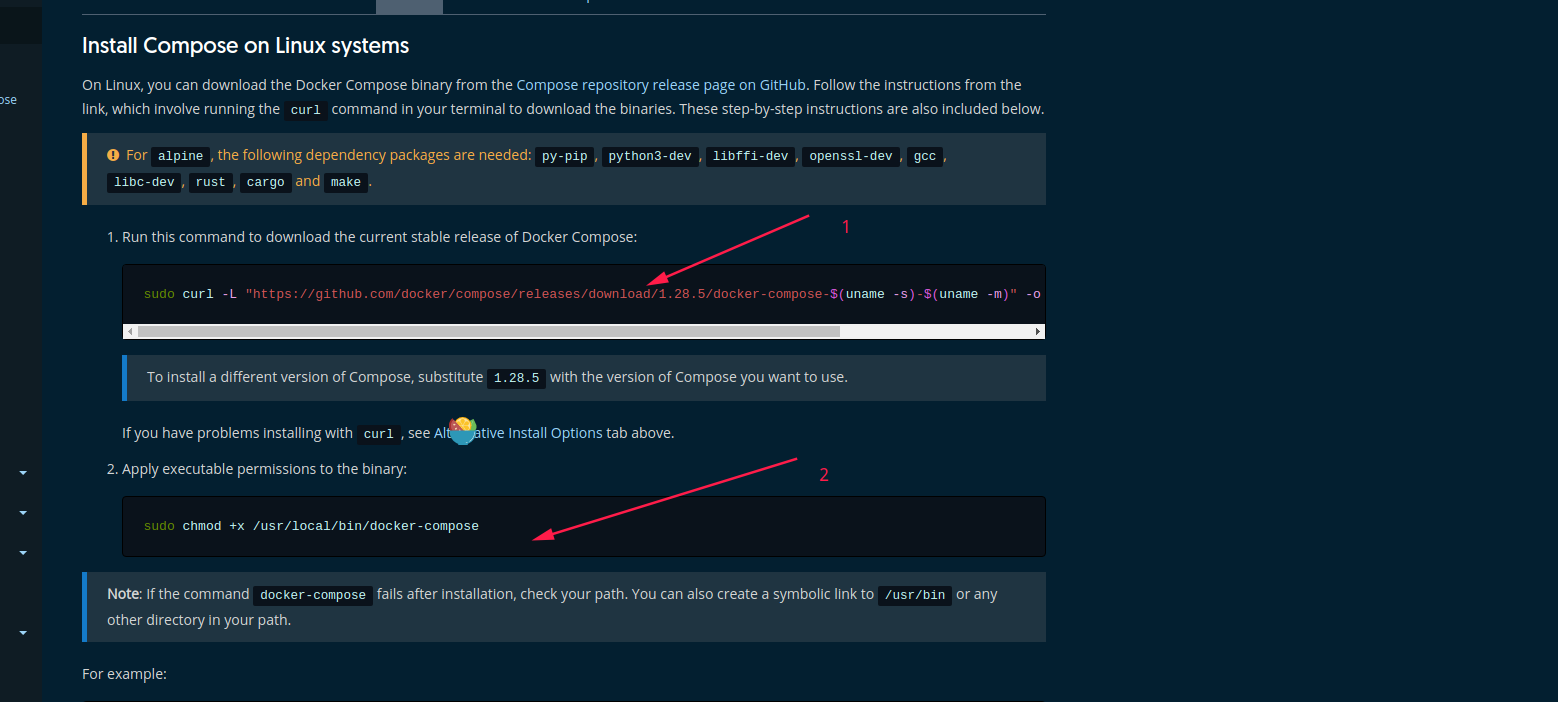 Install Compose on Linux systems
ose
On Linux, you can download the Docker Compose binary from the Compose repository release page on GitHub. Follow the instructions from the
link, which involve running the curl command in your terminal to download the binaries. These step-by-step instructions are also included below.
For alpine, the following dependency packages are needed: py-pip, python3-dev, libffi-dev, openssl-dev, gcc,
libc-dev, rust, cargo and make.
1
1. Run this command to download the current stable release of Docker Compose:
sudo curl -L "https://github.com/docker/compose/releases/download/1.28.5/docker-compose-$(uname -s)-$(uname -m)" -o
To install a different version of Compose, substitute 1.28.5 with the version of Compose you want to use.
If you have problems installing with curl, see Alt ative Install Options tab above.
2. Apply executable permissions to the binary:
2
sudo chmod +x /usr/local/bin/docker-compose
Note: If the command docker-compose fails after installation, check your path. You can also create a symbolic link to /usr/bin or any
other directory in your path.
For example: